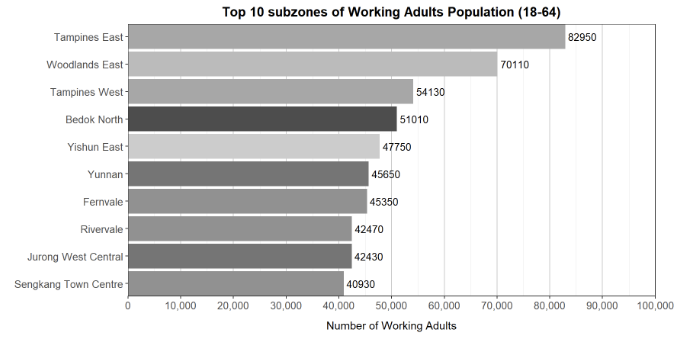 Top 10 subzones of Working Adults Population (18-64)
Tampines East 82950
Woodlands East 70110
Tampines West 54130
Bedok North 51010
Yishun East 47750
Yunnan 45650
Fernvale 45350
Rivervale 42470
Jurong West Central 42430
Sengkang Town Centre 40930
0 10,000 20,000 30,000 40,000 50,000 60,000 70,000 80,000 90,000 100,000
Number of Working Adults